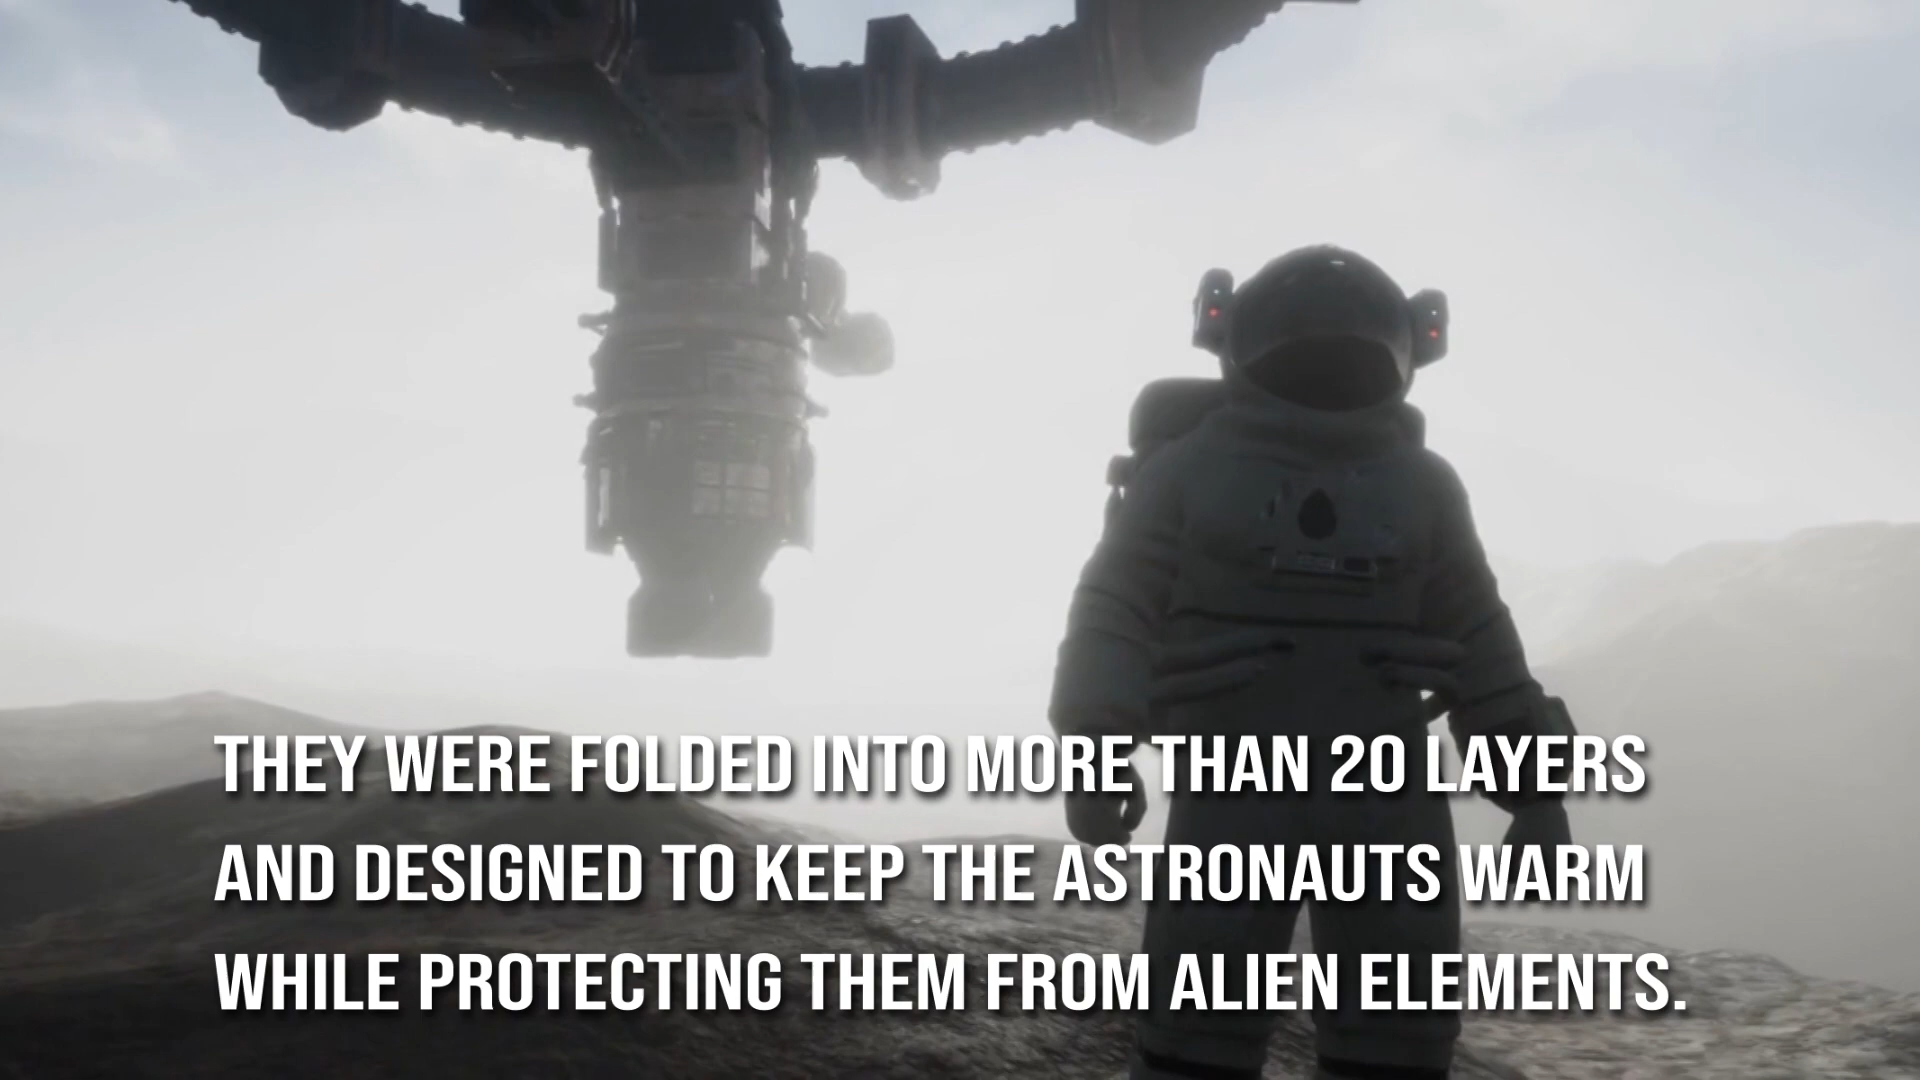 THEY WERE FOLDED INTO MORE THAN 20 LAYERS
AND DESIGNED TO KEEP THE ASTRONAUTS WARM
WHILE PROTECTING THEM FROM ALIEN ELEMENTS.